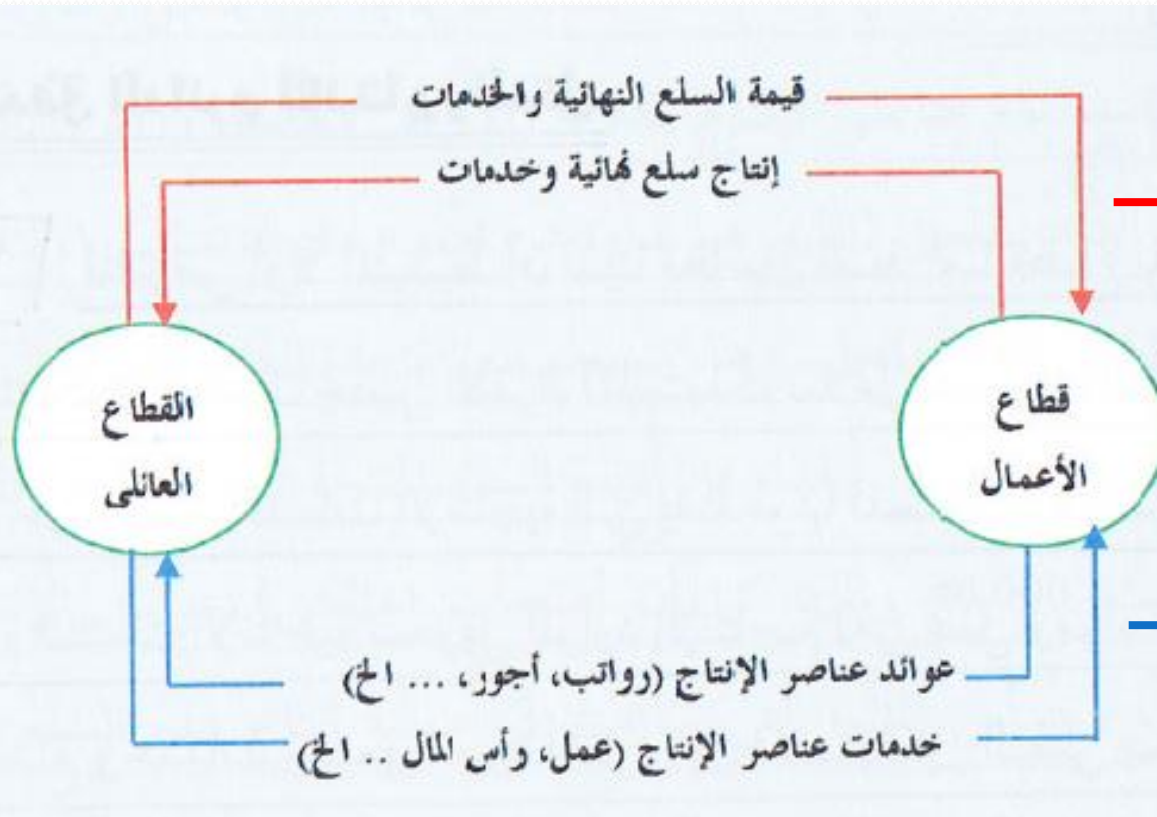 قيمة السلع النهائية والخدمات
إنتاج سلع نهائية وخدمات
قطاع
الأعمال
القطاع
العائلى
عوائد عناصر الإنتاج (رواتب، أجور، ... الخ)
خدمات عناصر الإنتاج (عمل، رأس المال .. الخ)